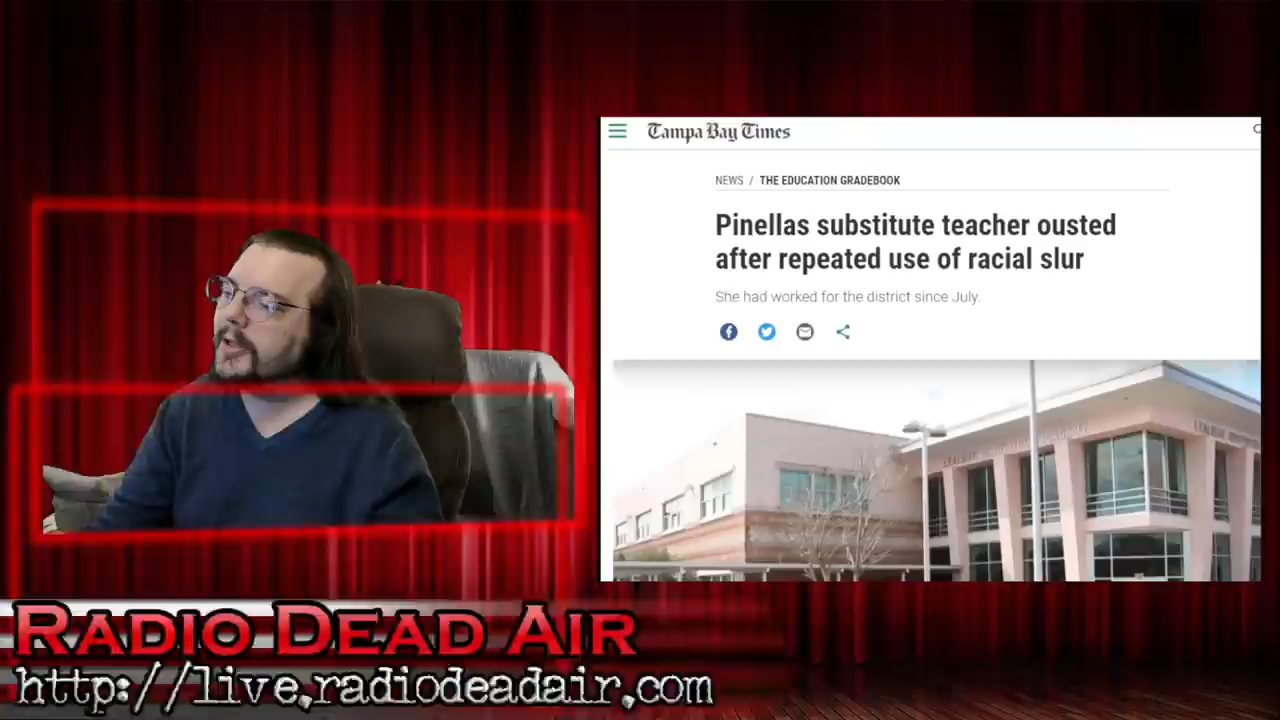 Tampa Bay Times
NEWS / THE EDUCATION GRADEBOOK
Pinellas substitute teacher ousted
after repeated use of racial slur
She had worked for the district since July.
RADIO DEAD AIR
http://live.radiodeadair.com